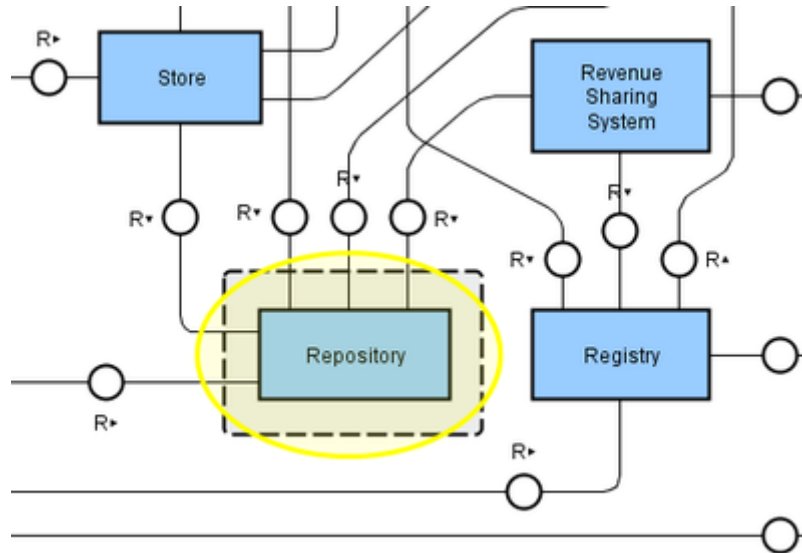 R▸
Store
Revenue
Sharing
System
R▾
R▾
R▾
R▾
R▾
R▾
R▴
Repository
Registry
R▸
R▸